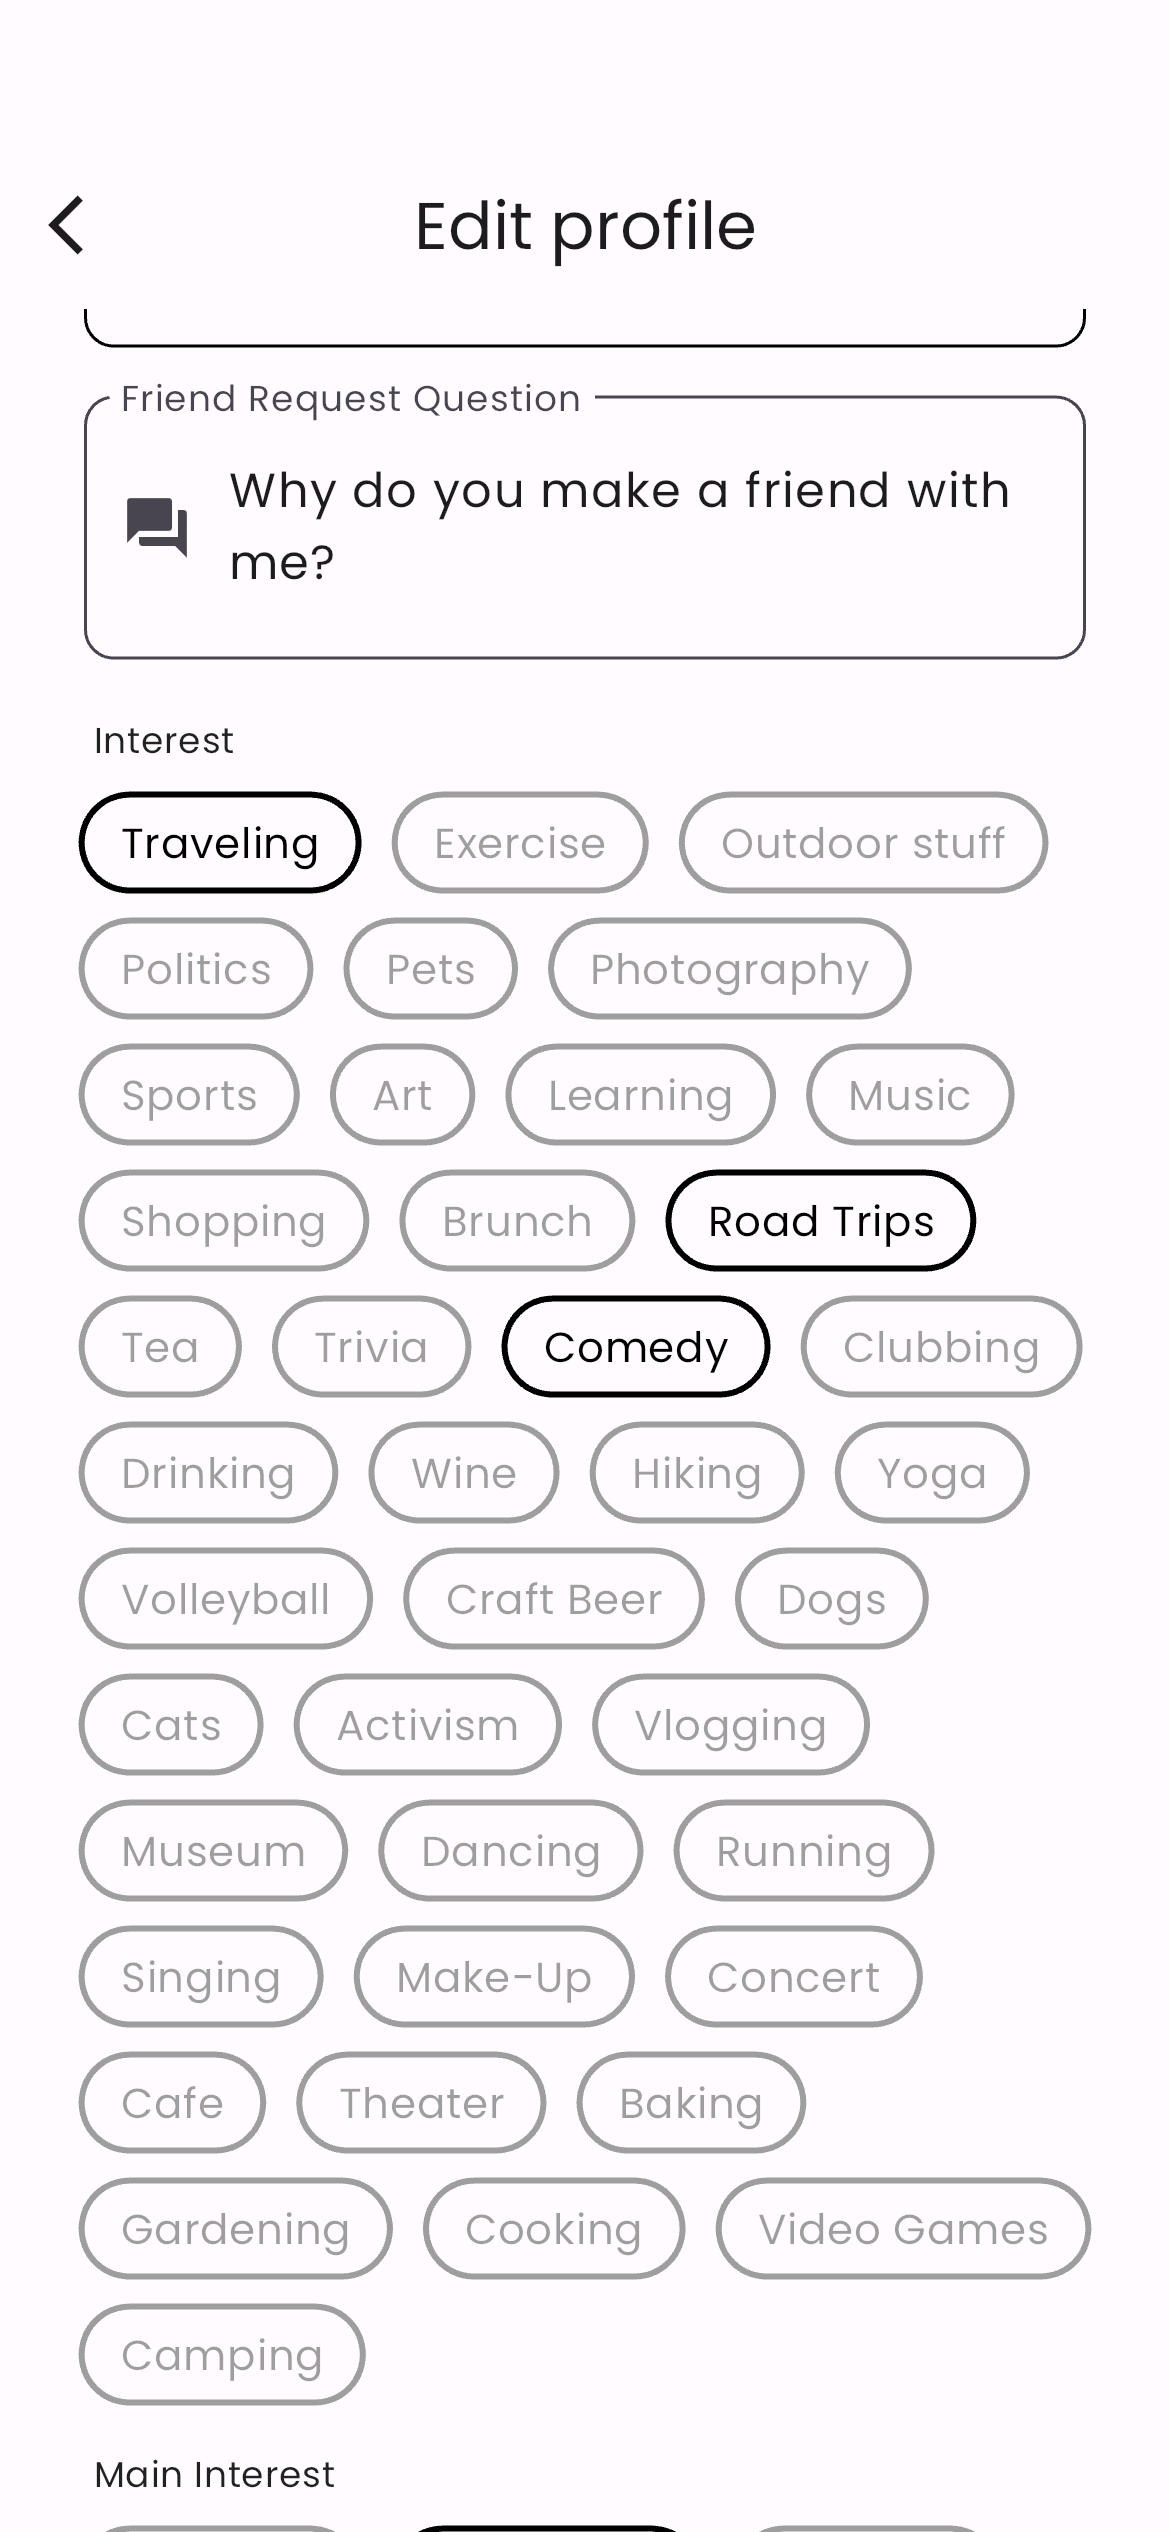 Edit profile
Friend Request Question
Why do you make a friend with
me?
Interest
Traveling Exercise Outdoor stuff
Politics Pets Photography
Sports Art Learning Music
Shopping Brunch Road Trips
Tea Trivia Comedy Clubbing
Drinking Wine Hiking Yoga
Volleyball Craft Beer Dogs
Cats Activism Vlogging
Museum Dancing Running
Singing Make-Up Concert
Cafe Theater Baking
Gardening Cooking Video Games
Camping
Main Interest